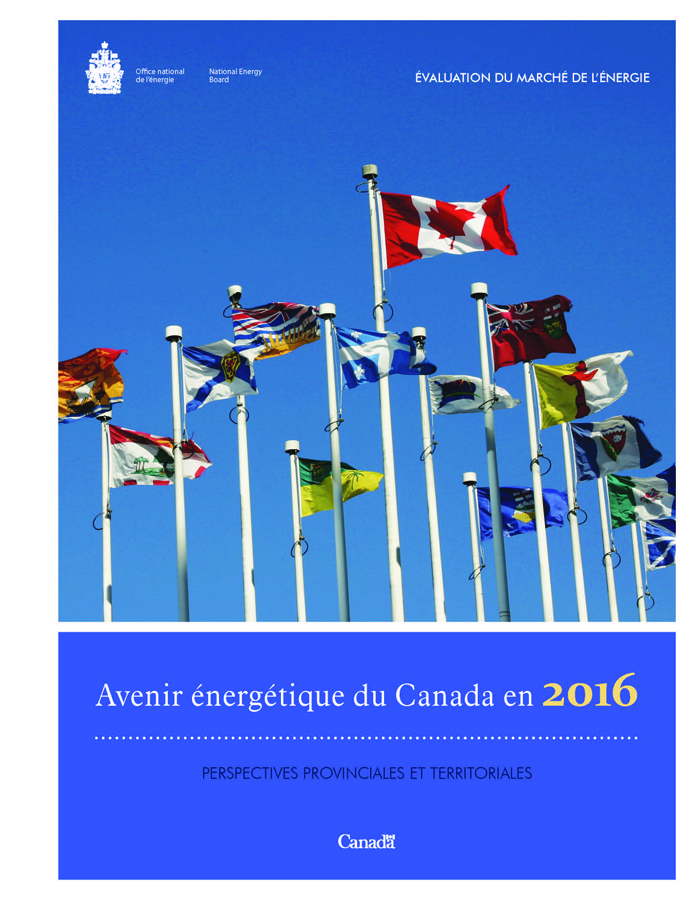 Office national
de l'énergie
National Energy
Board
ÉVALUATION DU MARCHÉ DE L'ÉNERGIE
Avenir énergétique du Canada en 2016
PERSPECTIVES PROVINCIALES ET TERRITORIALES
Canada